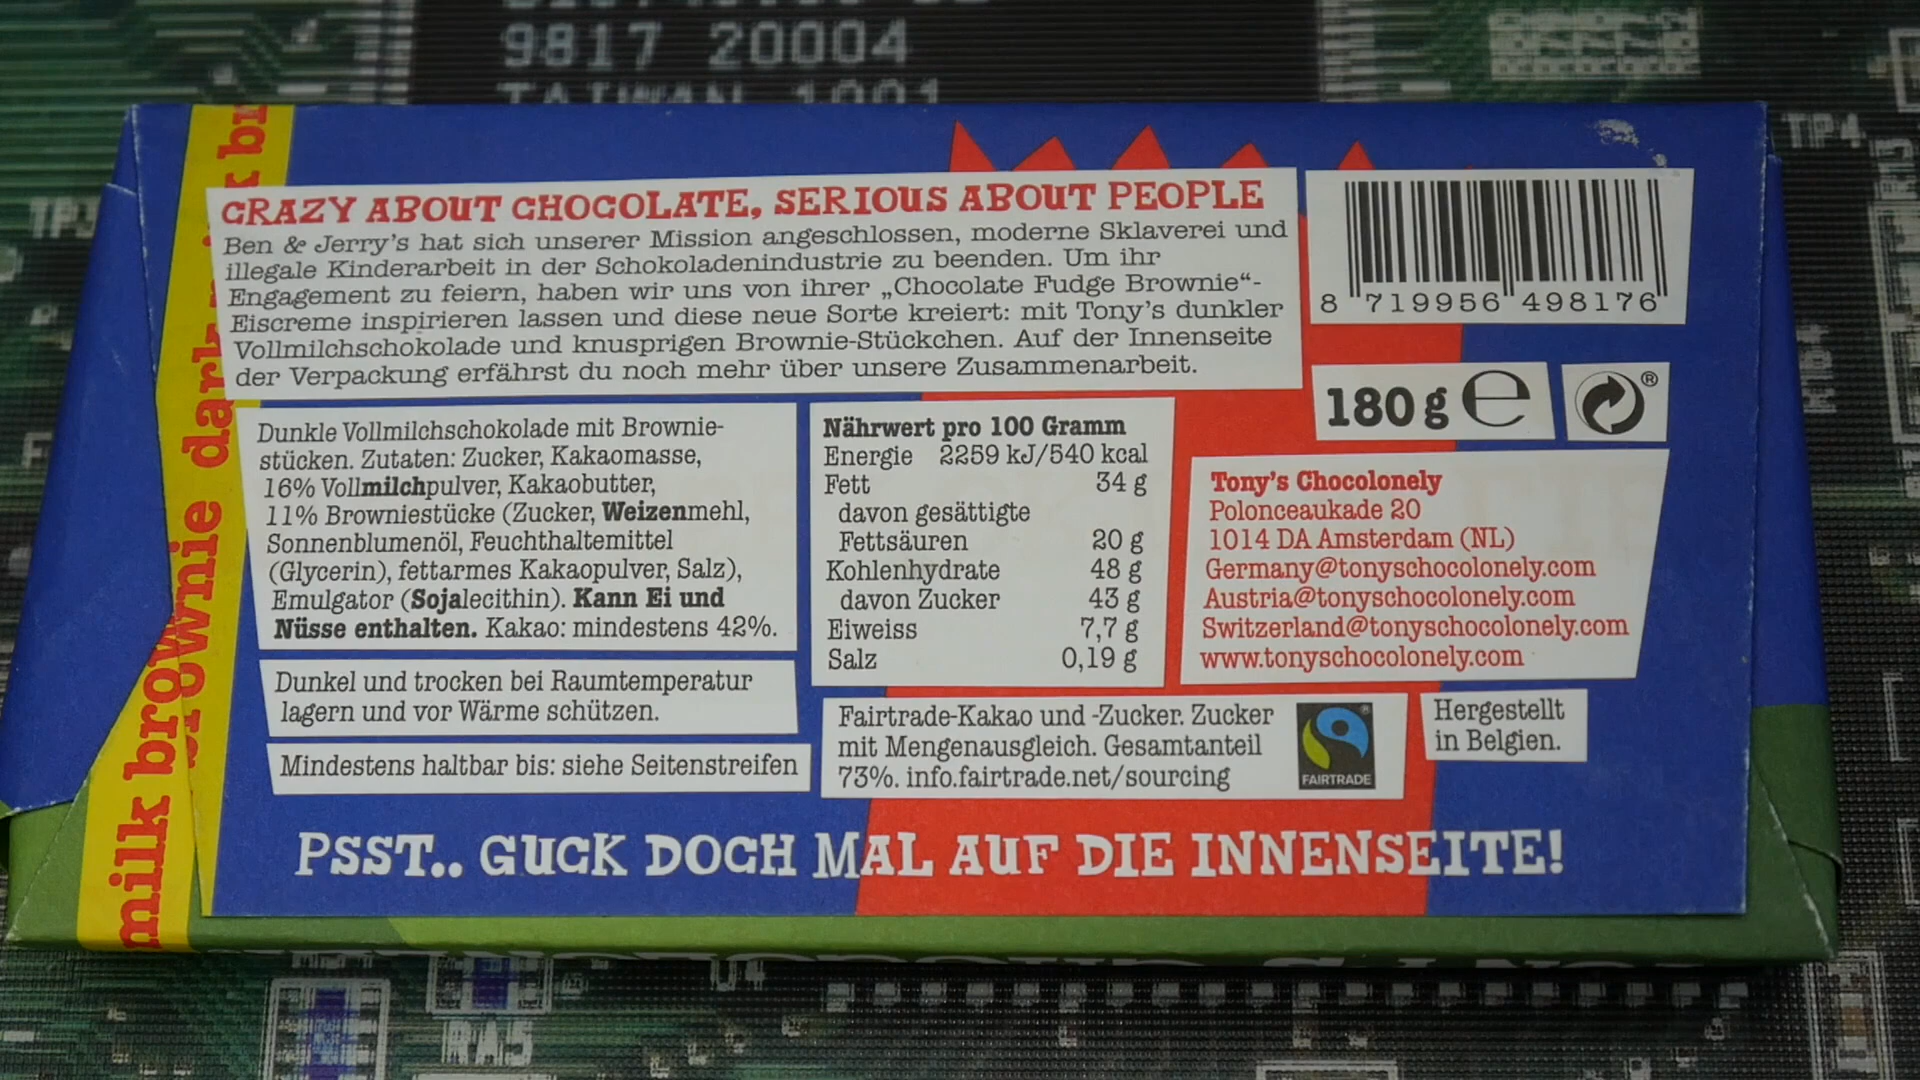 9817 20004
TAIWAN 1001
TP4
CRAZY ABOUT CHOCOLATE, SERIOUS ABOUT PEOPLE
Ben & Jerry's hat sich unserer Mission angeschlossen, moderne Sklaverei und
illegale Kinderarbeit in der Schokoladenindustrie zu beenden. Um ihr
Engagement zu feiern, haben wir uns von ihrer „Chocolate Fudge Brownie“-
Eiscreme inspirieren lassen und diese neue Sorte kreiert: mit Tony's dunkler
Vollmilchschokolade und knusprigen Brownie-Stückchen. Auf der Innenseite
der Verpackung erfährst du noch mehr über unsere Zusammenarbeit.
8 719956 498176
180 g e
®
Dunkle Vollmilchschokolade mit Brownie-
stücken. Zutaten: Zucker, Kakaomasse,
16% Vollmilchpulver, Kakaobutter,
11% Browniestücke (Zucker, Weizenmehl,
Sonnenblumenöl, Feuchthaltemittel
(Glycerin), fettarmes Kakaopulver, Salz),
Emulgator (Sojalecithin). Kann Ei und
Nüsse enthalten. Kakao: mindestens 42%.
Dunkel und trocken bei Raumtemperatur
lagern und vor Wärme schützen.
Mindestens haltbar bis: siehe Seitenstreifen
Nährwert pro 100 Gramm
Energie 2259 kJ/540 kcal
Fett 34 g
davon gesättigte
Fettsäuren 20 g
Kohlenhydrate 48 g
davon Zucker 43 g
Eiweiss 7,7 g
Salz 0,19 g
Tony's Chocolonely
Polonceaukade 20
1014 DA Amsterdam (NL)
Germany@tonyschocolonely.com
Austria@tonyschocolonely.com
Switzerland@tonyschocolonely.com
www.tonyschocolonely.com
Fairtrade-Kakao und -Zucker. Zucker
mit Mengenausgleich. Gesamtanteil
73%. info.fairtrade.net/sourcing
FAIRTRADE
Hergestellt
in Belgien.
PSST.. GUCK DOCH MAL AUF DIE INNENSEITE!
milk brownie
brownie dark
RA5